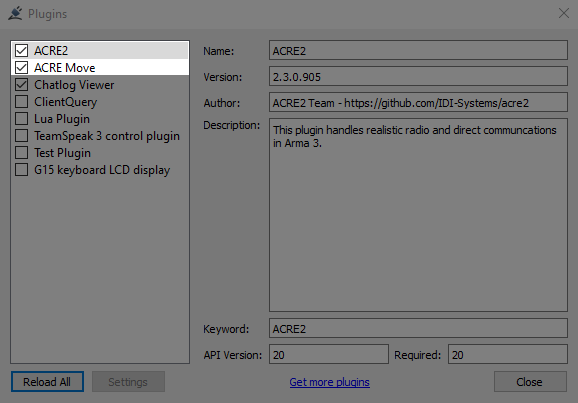 Plugins
ACRE2
ACRE Move
Chatlog Viewer
ClientQuery
Lua Plugin
TeamSpeak 3 control plugin
Test Plugin
G15 keyboard LCD display
Name: ACRE2
Version: 2.3.0.905
Author: ACRE2 Team - https://github.com/IDI-Systems/acre2
Description: This plugin handles realistic radio and direct communcations
in Arma 3.
Keyword: ACRE2
API Version: 20 Required: 20
Reload All Settings Get more plugins Close